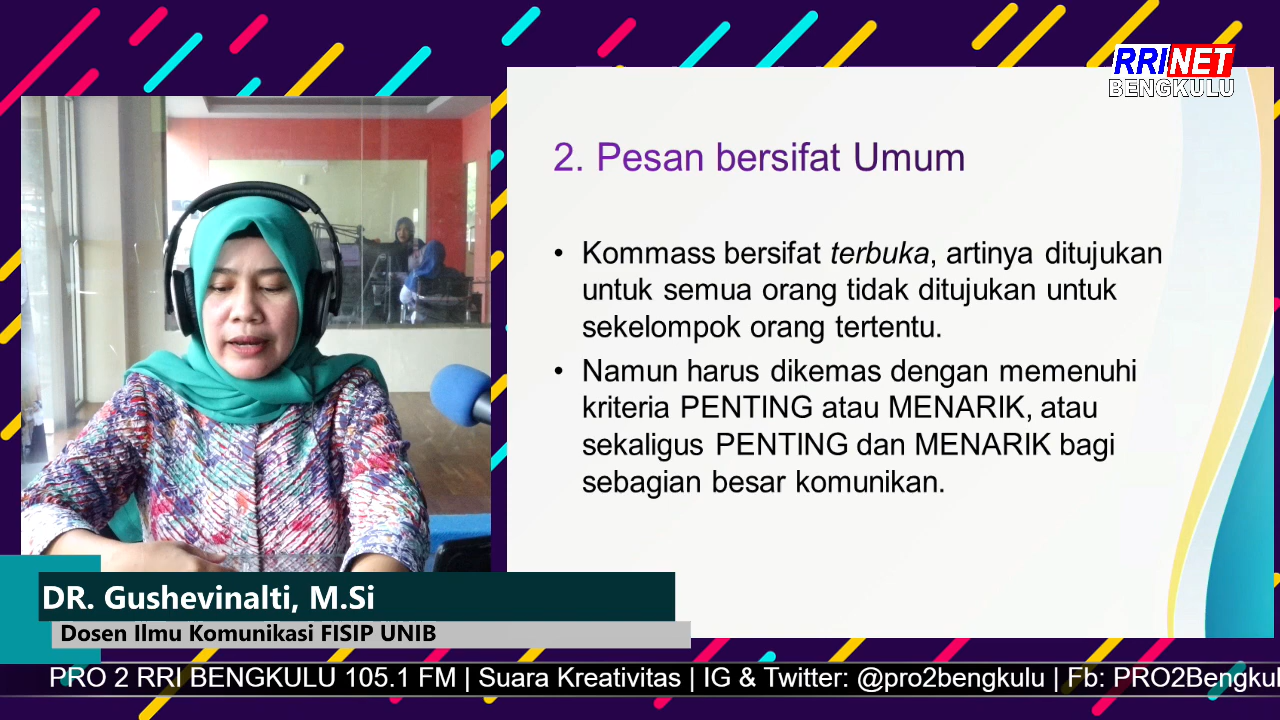 RRINET
BENGKULU
2. Pesan bersifat Umum
• Kommass bersifat terbuka, artinya ditujukan
untuk semua orang tidak ditujukan untuk
sekelompok orang tertentu.
• Namun harus dikemas dengan memenuhi
kriteria PENTING atau MENARIK, atau
sekaligus PENTING dan MENARIK bagi
sebagian besar komunikan.
DR. Gushevinalti, M.Si
Dosen Ilmu Komunikasi FISIP UNIB
PRO 2 RRI BENGKULU 105.1 FM | Suara Kreativitas | IG & Twitter: @pro2bengkulu | Fb: PRO2Bengkul